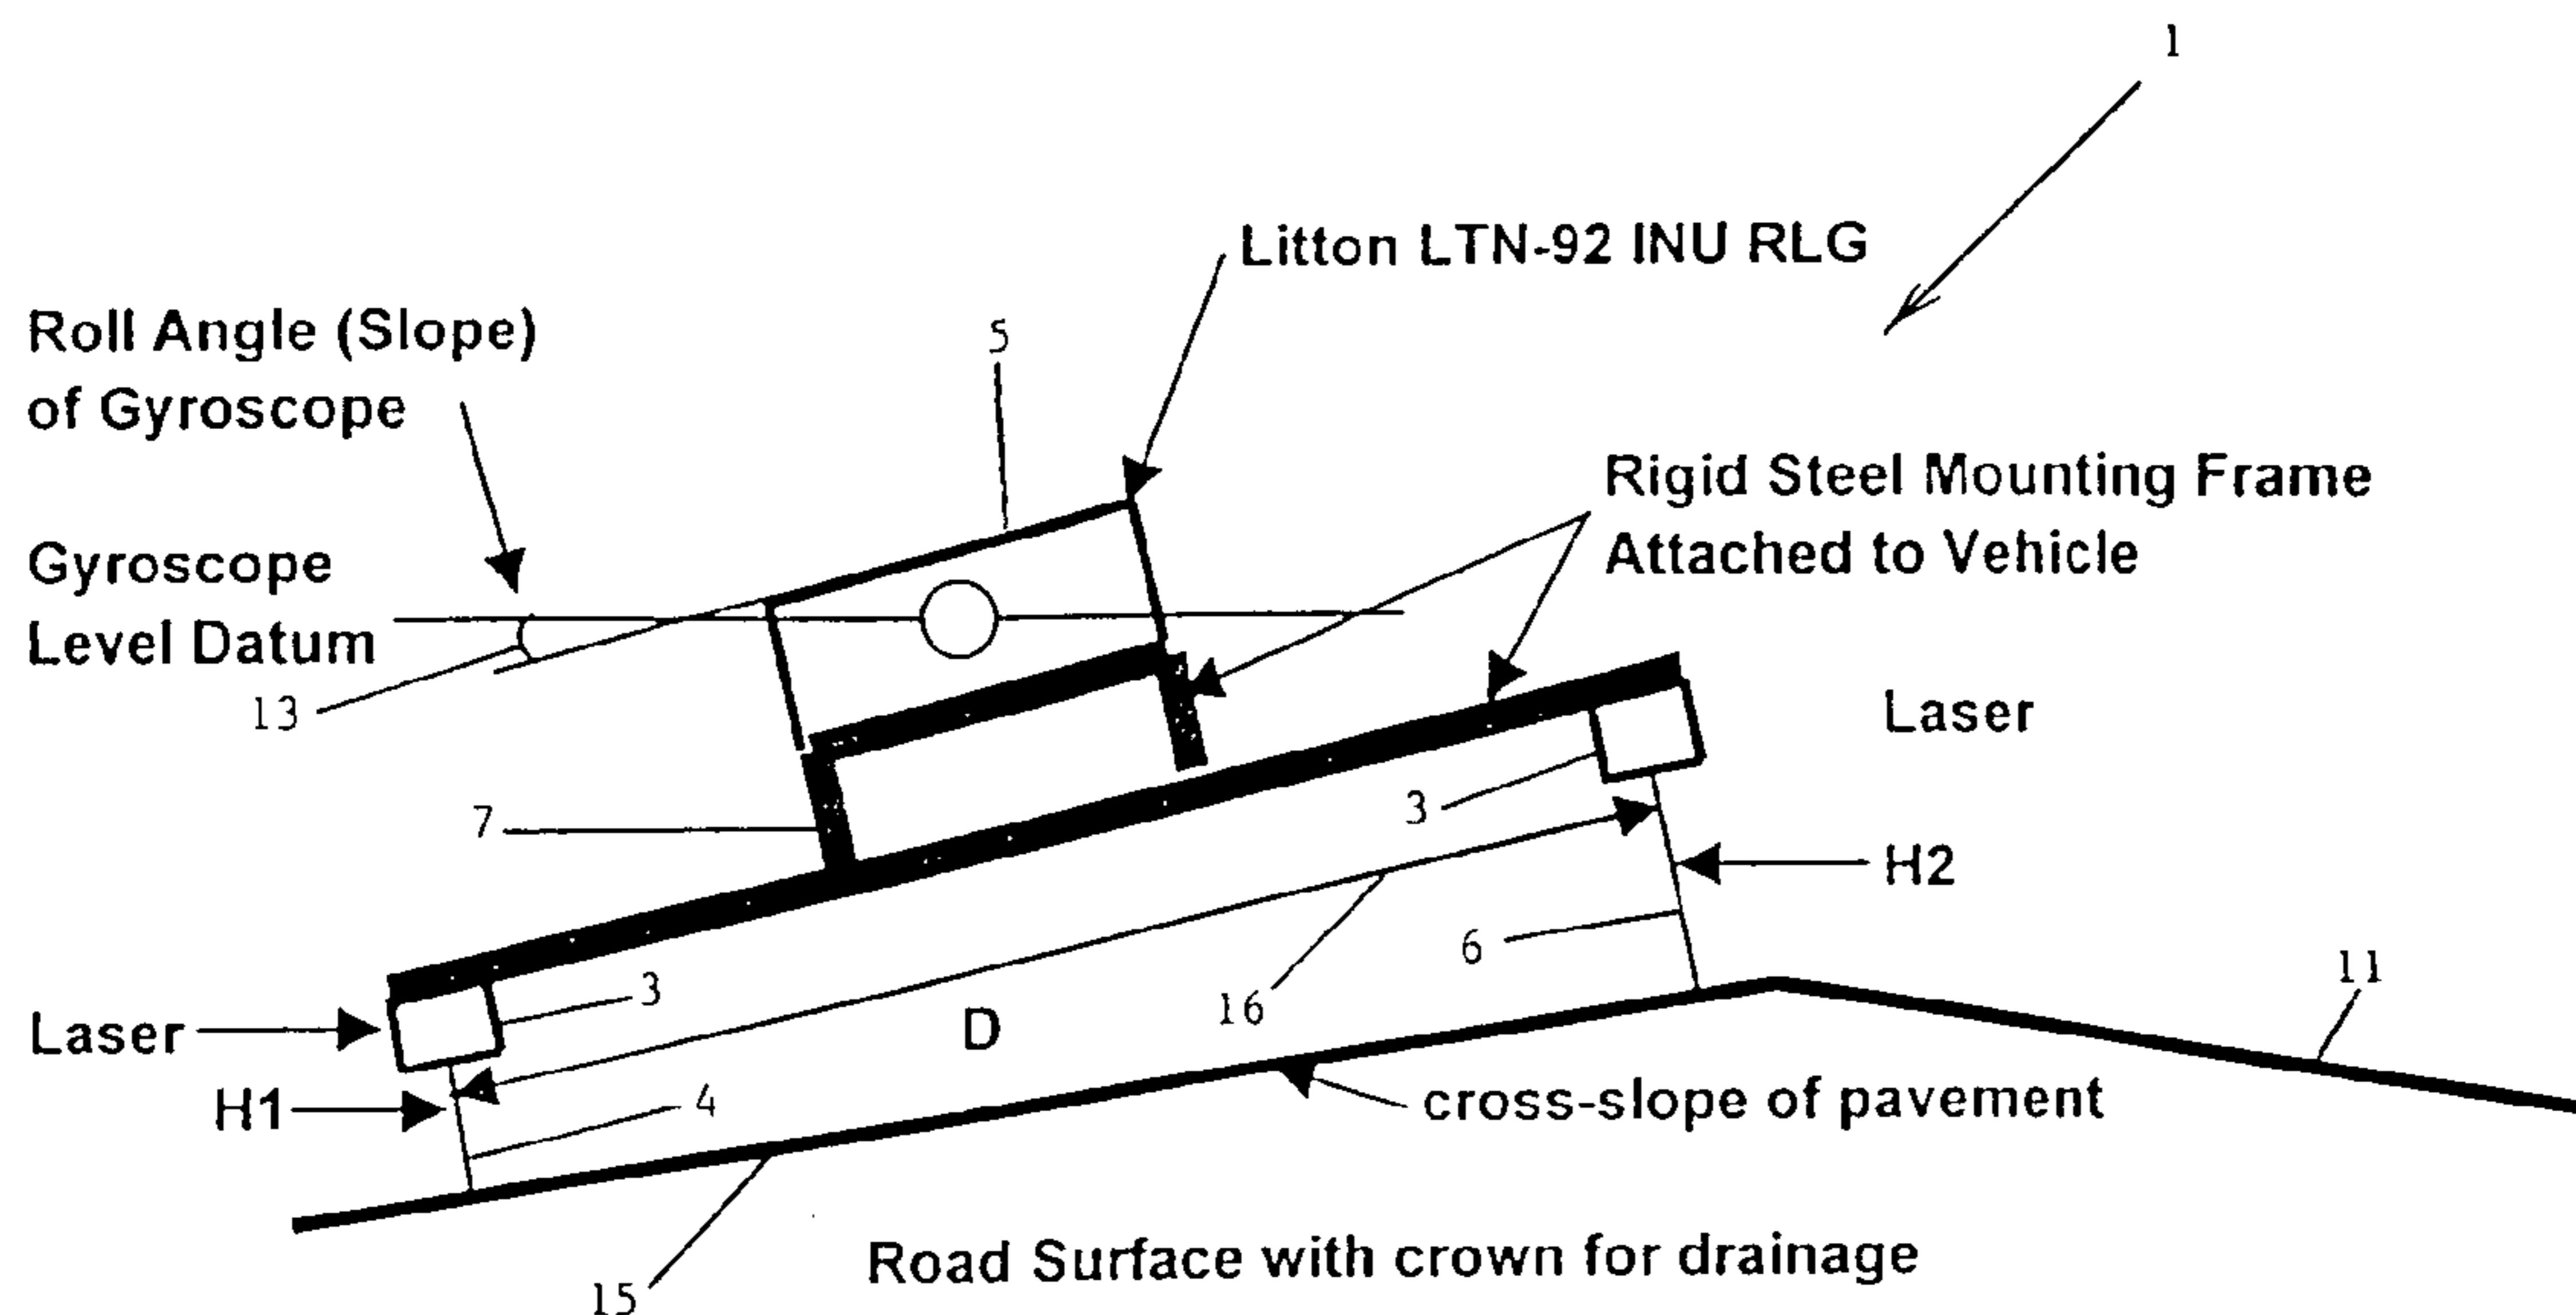 1
Litton LTN-92 INU RLG
Roll Angle (Slope)
of Gyroscope
5
Rigid Steel Mounting Frame
Attached to Vehicle
Gyroscope
Level Datum
13
Laser
7
3
H2
6
11
3
16
Laser
D
H1
4
cross-slope of pavement
Road Surface with crown for drainage
15